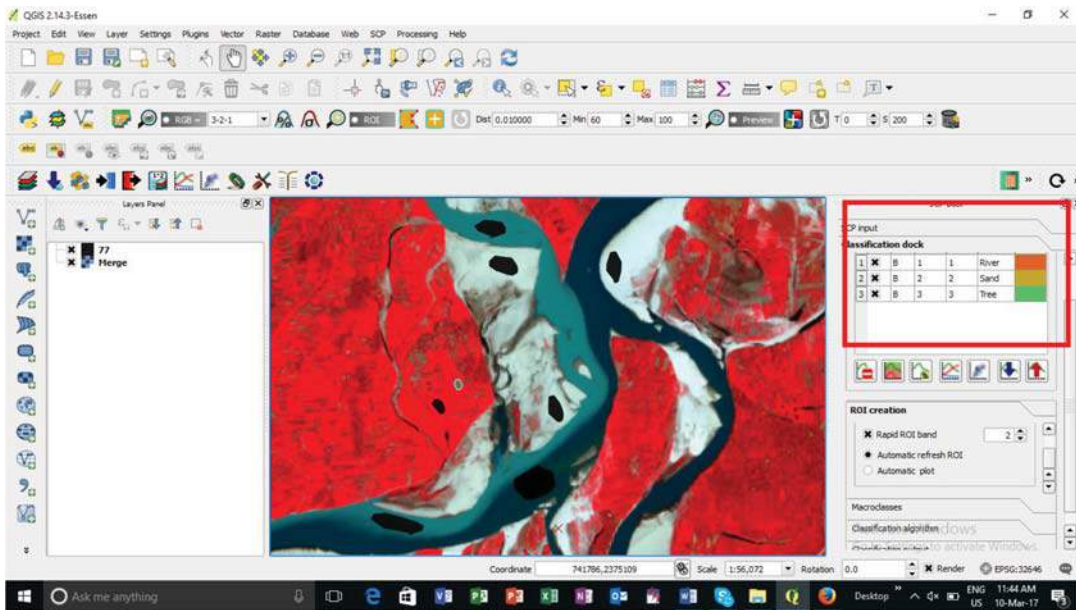 QGIS 2.14.3-Essen
Project Edit View Layer Settings Plugins Vector Raster Database Web SCP Processing Help
RGB = 3-2-1 ROI Dist 0.010000 Min 60 Max 100 Preview T 0 S 200
Layers Panel
77
Merge
SCP input
Classification dock
1 B 1 1 River
2 B 2 2 Sand
3 B 3 3 Tree
ROI creation
Rapid ROI band 2
Automatic refresh ROI
Automatic plot
Macroclasses
Classification algorithm
to activate Windows.
Coordinate 741786,2375109 Scale 1:56,072 Rotation 0.0 Render EPSG:32646
Ask me anything Desktop ENG 11:44 AM
US 10-Mar-17